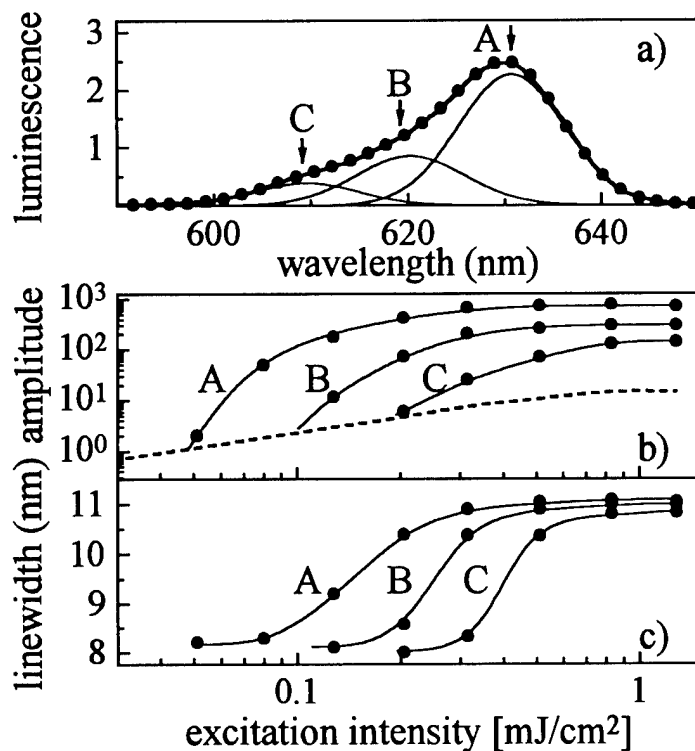 luminescence
3
2
1
A
B
C
a)
600
620
640
wavelength (nm)
amplitude
10³
10²
10¹
10⁰
A
B
C
b)
linewidth (nm)
11
10
9
8
A
B
C
c)
0.1
1
excitation intensity [mJ/cm²]